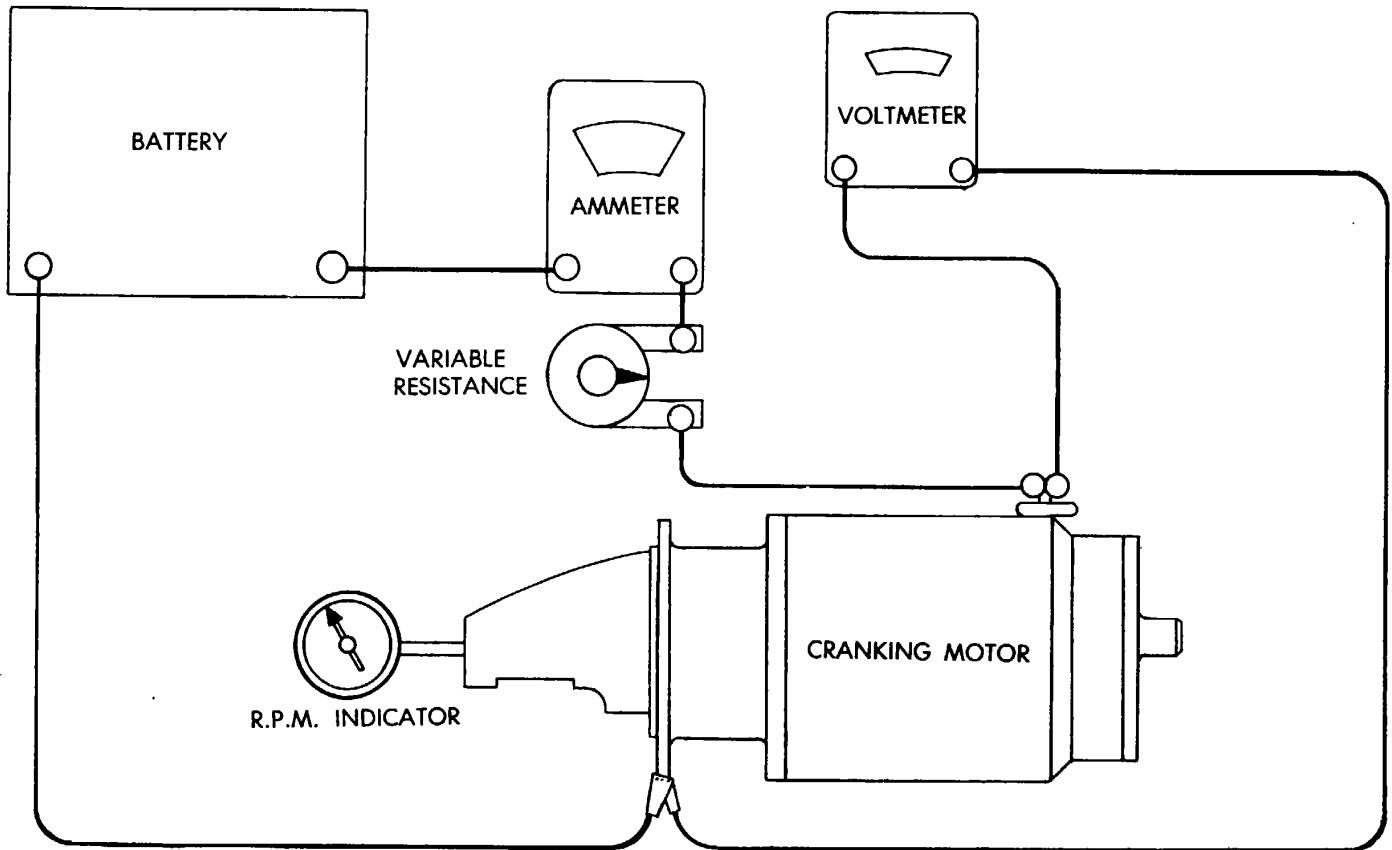 BATTERY
AMMETER
VOLTMETER
VARIABLE
RESISTANCE
CRANKING MOTOR
R.P.M. INDICATOR